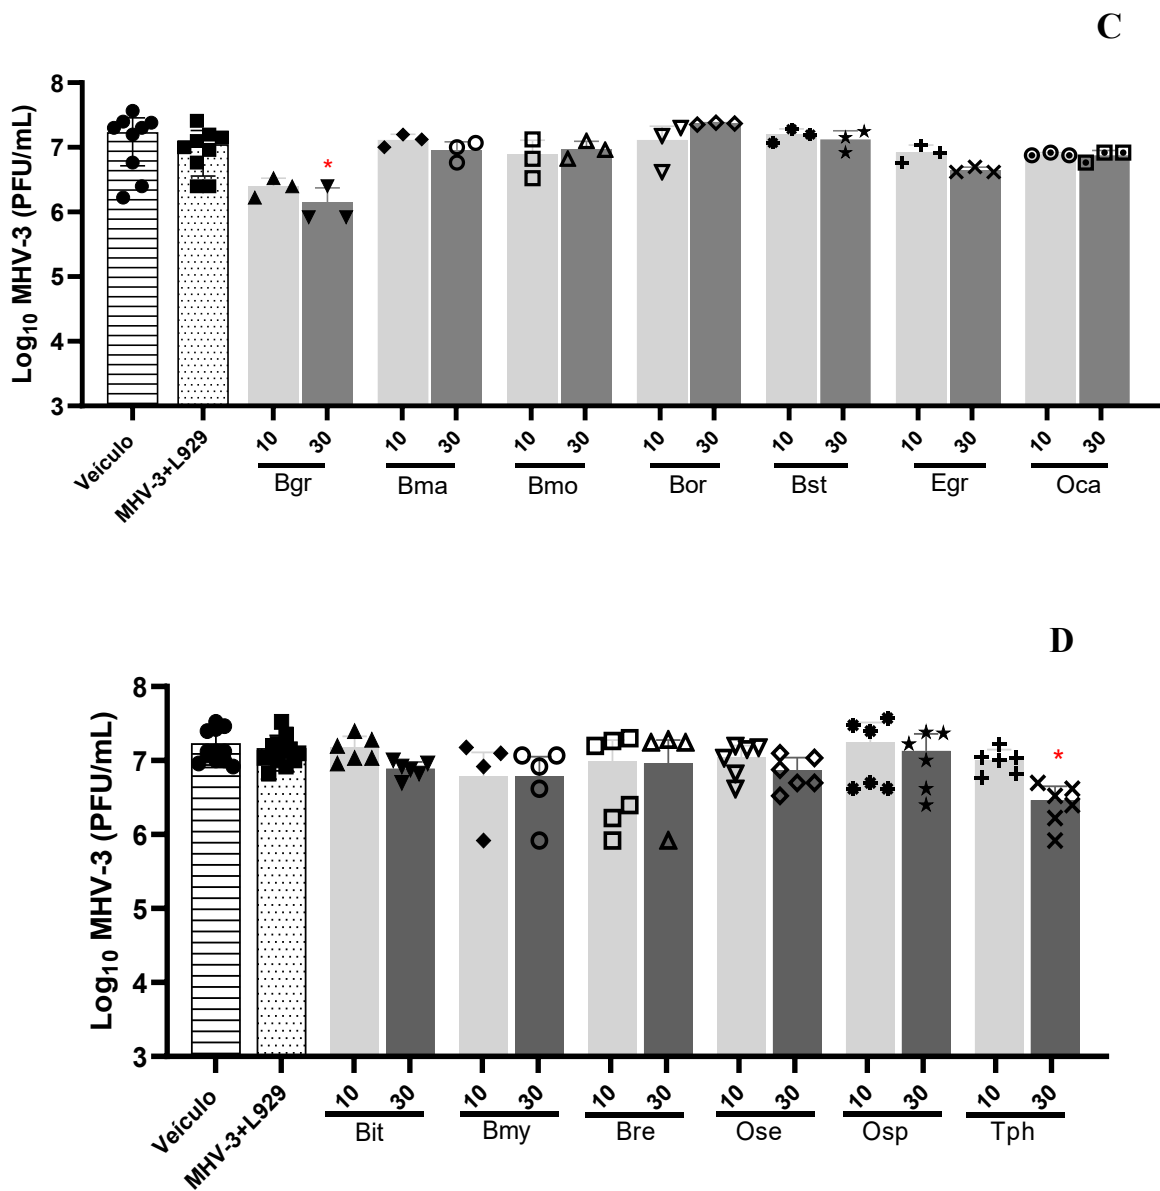 C
Log10 MHV-3 (PFU/mL)
8
7
6
5
4
3
*
Veículo
MHV-3+L929
10 30 10 30 10 30 10 30 10 30 10 30 10 30
Bgr Bma Bmo Bor Bst Egr Oca
D
Log10 MHV-3 (PFU/mL)
8
7
6
5
4
3
*
Veículo
MHV-3+L929
10 30 10 30 10 30 10 30 10 30 10 30
Bit Bmy Bre Ose Osp Tph